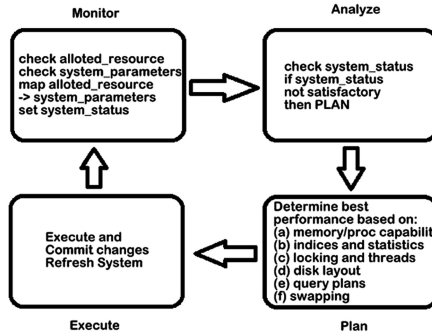 Monitor
Analyze
check alloted_resource
check system_parameters
map alloted_resource
-> system_parameters
set system_status
check system_status
if system_status
not satisfactory
then PLAN
Execute and
Commit changes
Refresh System
Determine best
performance based on:
(a) memory/proc capabilit
(b) indices and statistics
(c) locking and threads
(d) disk layout
(e) query plans
(f) swapping
Execute
Plan